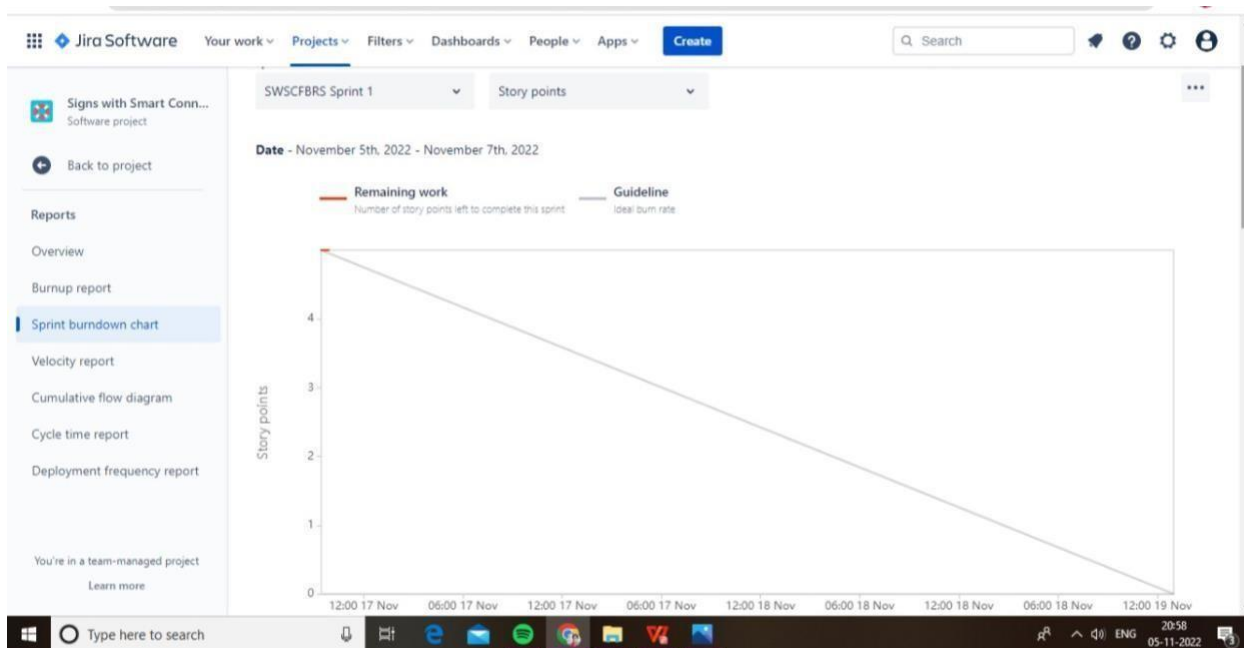 Jira Software Your work Projects Filters Dashboards People Apps Create Search
Signs with Smart Conn...
Software project
Back to project
Reports
Overview
Burnup report
Sprint burndown chart
Velocity report
Cumulative flow diagram
Cycle time report
Deployment frequency report
You're in a team-managed project
Learn more
SWSCFBRS Sprint 1 Story points
Date - November 5th, 2022 - November 7th, 2022
Remaining work
Number of story points left to complete this sprint
Guideline
Ideal burn rate
Story points
4
3
2
1
0
12:00 17 Nov 06:00 17 Nov 12:00 17 Nov 06:00 17 Nov 12:00 18 Nov 06:00 18 Nov 12:00 18 Nov 06:00 18 Nov 12:00 19 Nov
Type here to search ENG 20:58
05-11-2022